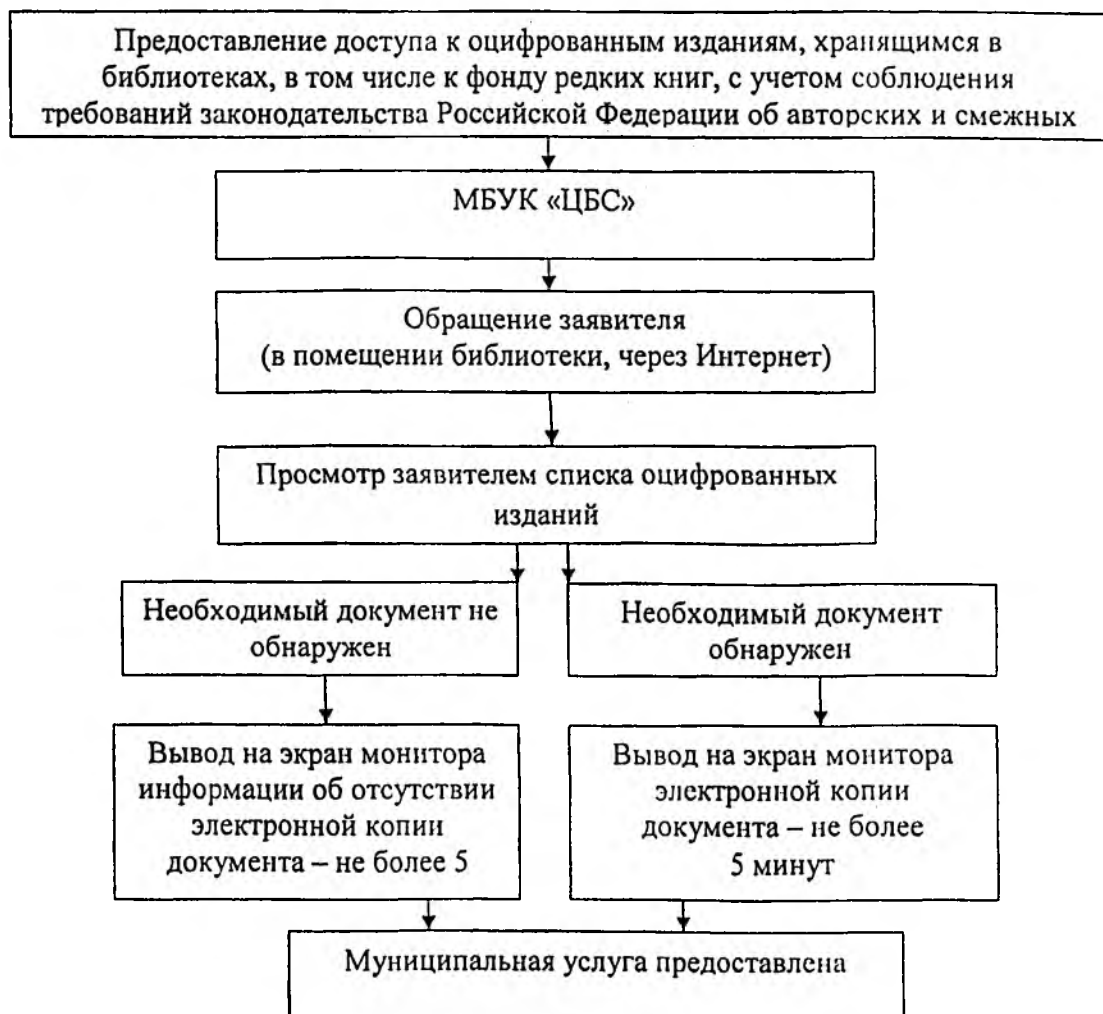 Предоставление доступа к оцифрованным изданиям, хранящимся в
библиотеках, в том числе к фонду редких книг, с учетом соблюдения
требований законодательства Российской Федерации об авторских и смежных
МБУК «ЦБС»
Обращение заявителя
(в помещении библиотеки, через Интернет)
Просмотр заявителем списка оцифрованных
изданий
Необходимый документ не
обнаружен
Необходимый документ
обнаружен
Вывод на экран монитора
информации об отсутствии
электронной копии
документа – не более 5
Вывод на экран монитора
электронной копии
документа – не более
5 минут
Муниципальная услуга предоставлена